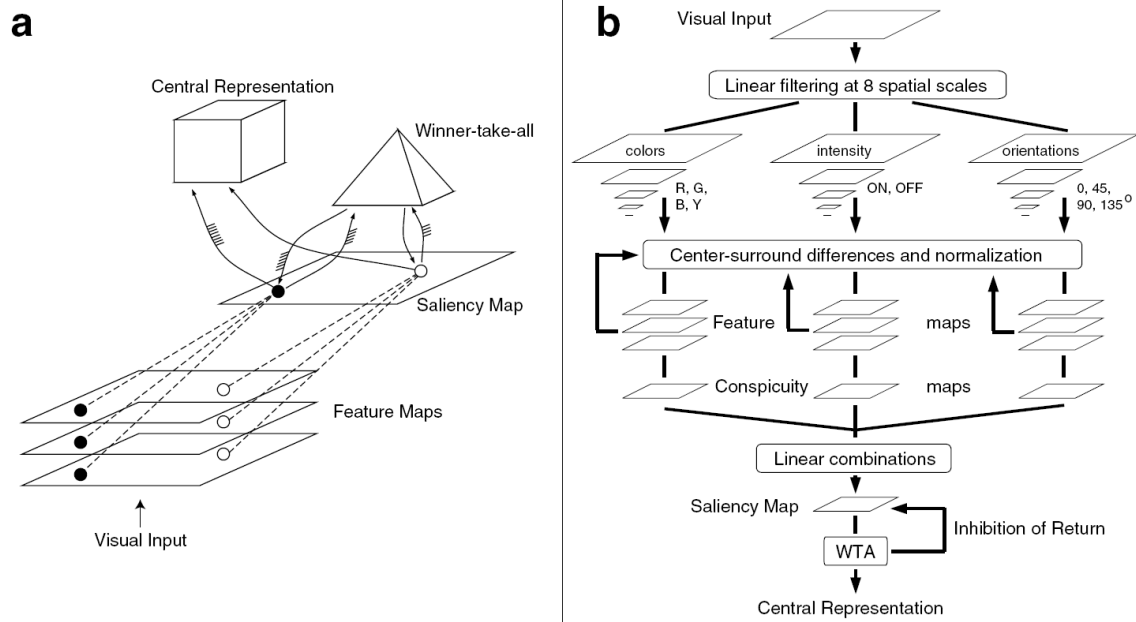 a
Central Representation
Winner-take-all
Saliency Map
Feature Maps
Visual Input
b
Visual Input
Linear filtering at 8 spatial scales
colors
intensity
orientations
R, G,
B, Y
ON, OFF
0, 45,
90, 135º
Center-surround differences and normalization
Feature maps
Conspicuity maps
Linear combinations
Saliency Map
Inhibition of Return
WTA
Central Representation